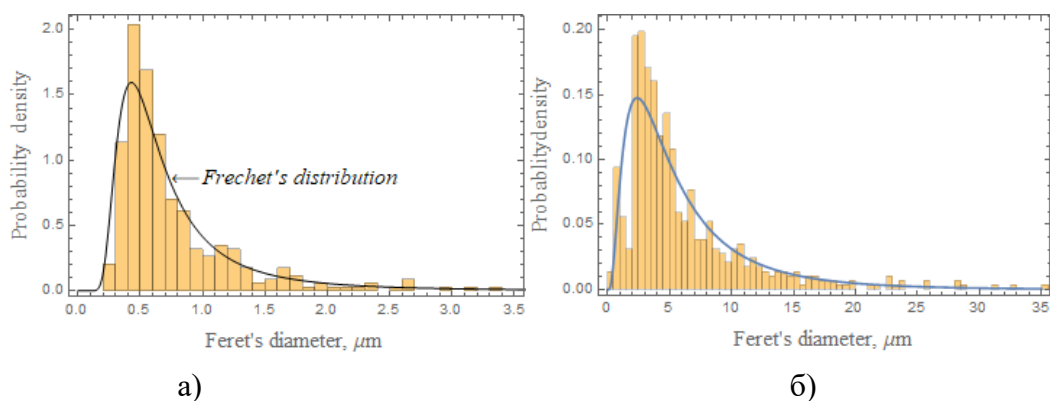 2.0
1.5
1.0
0.5
0.0
Probability density
←Frechet's distribution
0.0 0.5 1.0 1.5 2.0 2.5 3.0 3.5
Feret's diameter, μm
а)
0.20
0.15
0.10
0.05
0.00
Probablitydensity
0 5 10 15 20 25 30 35
Feret's diameter, μm
б)